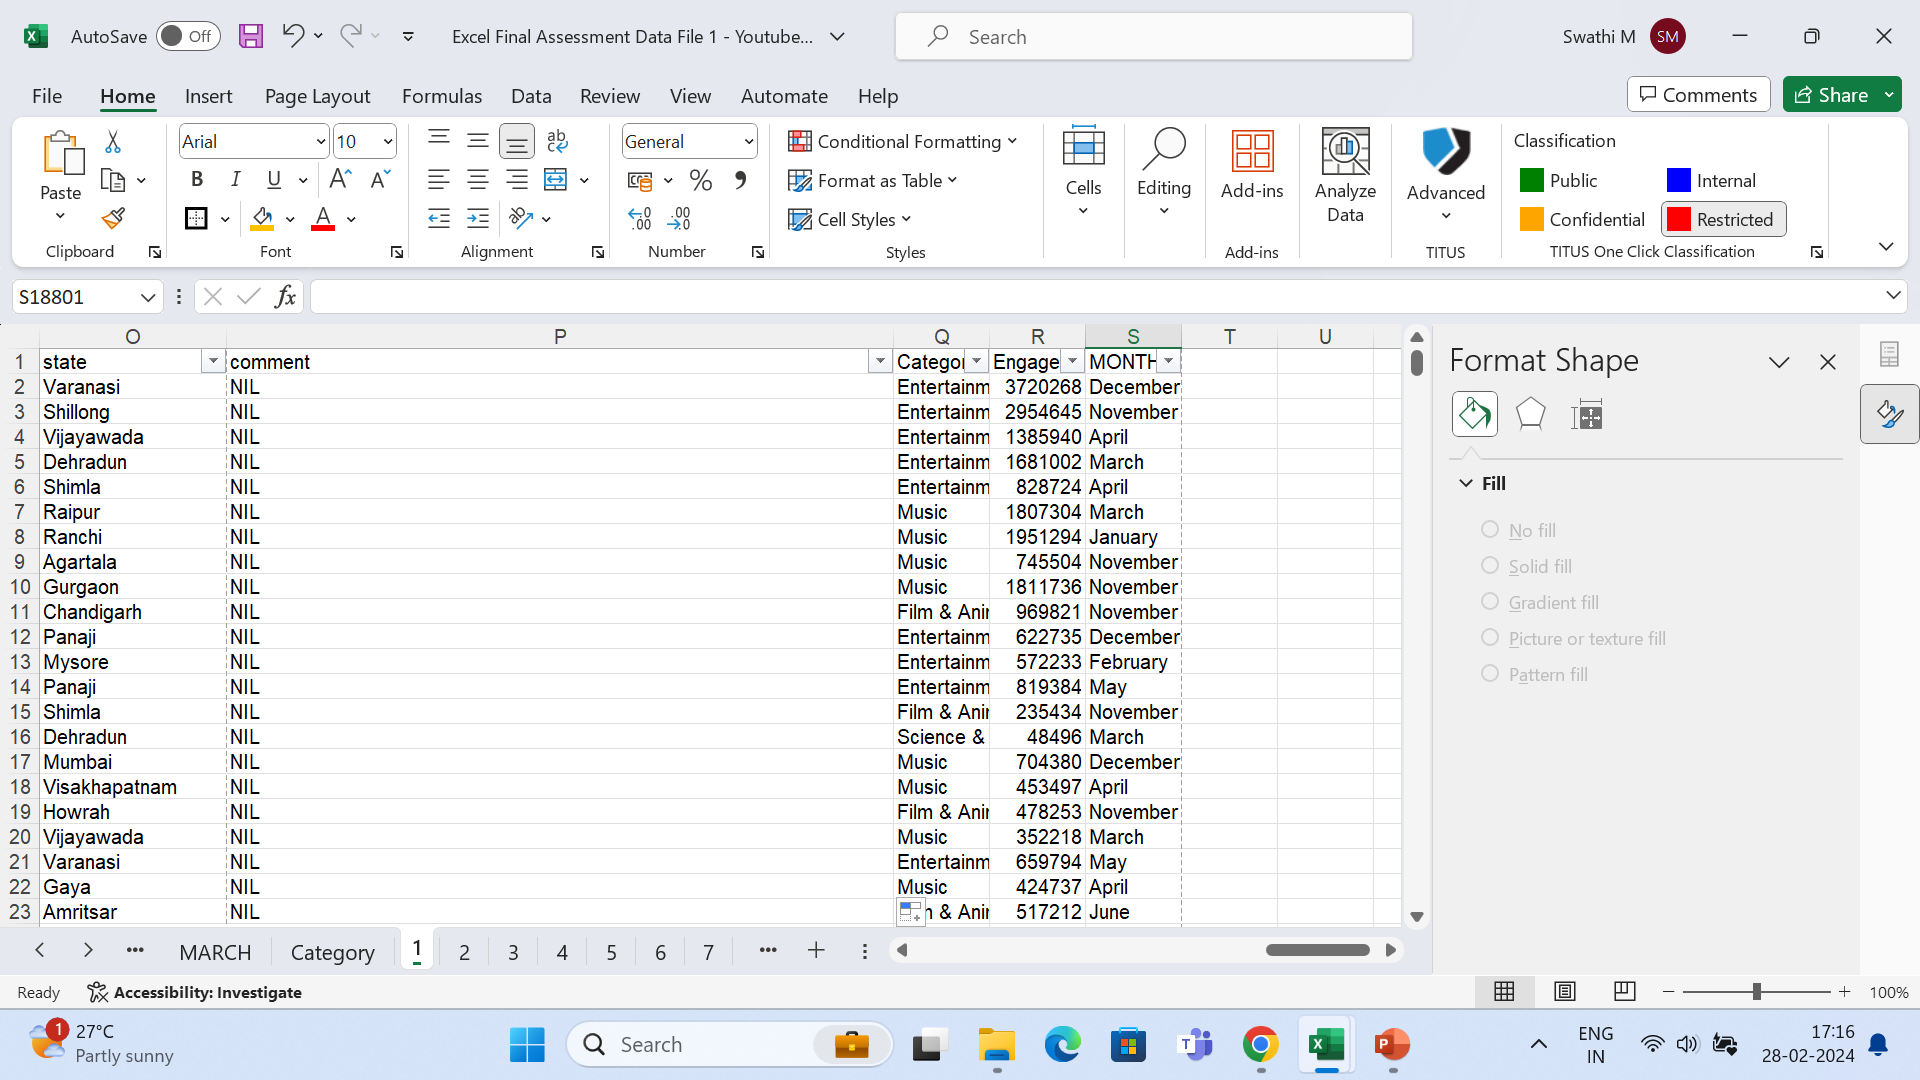 AutoSave Off Excel Final Assessment Data File 1 - Youtube... Search Swathi M SM
File Home Insert Page Layout Formulas Data Review View Automate Help Comments Share
Paste
Clipboard
Arial 10
B I U A A
A
Font
ab
Alignment
General
% ,
Number
Conditional Formatting
Format as Table
Cell Styles
Styles
Cells
Editing
Add-ins
Add-ins
Analyze
Data
Advanced
TITUS
Classification
Public Internal
Confidential Restricted
TITUS One Click Classification
S18801 fx
O P Q R S T U
1 state comment Categor Engage MONTH
2 Varanasi NIL Entertainm 3720268 December
3 Shillong NIL Entertainm 2954645 November
4 Vijayawada NIL Entertainm 1385940 April
5 Dehradun NIL Entertainm 1681002 March
6 Shimla NIL Entertainm 828724 April
7 Raipur NIL Music 1807304 March
8 Ranchi NIL Music 1951294 January
9 Agartala NIL Music 745504 November
10 Gurgaon NIL Music 1811736 November
11 Chandigarh NIL Film & Anir 969821 November
12 Panaji NIL Entertainm 622735 December
13 Mysore NIL Entertainm 572233 February
14 Panaji NIL Entertainm 819384 May
15 Shimla NIL Film & Anir 235434 November
16 Dehradun NIL Science & 48496 March
17 Mumbai NIL Music 704380 December
18 Visakhapatnam NIL Music 453497 April
19 Howrah NIL Film & Anir 478253 November
20 Vijayawada NIL Music 352218 March
21 Varanasi NIL Entertainm 659794 May
22 Gaya NIL Music 424737 April
23 Amritsar NIL & Anir 517212 June
Format Shape
Fill
No fill
Solid fill
Gradient fill
Picture or texture fill
Pattern fill
MARCH Category 1 2 3 4 5 6 7
Ready Accessibility: Investigate 100%
1 27°C
Partly sunny
Search
ENG
IN
17:16
28-02-2024